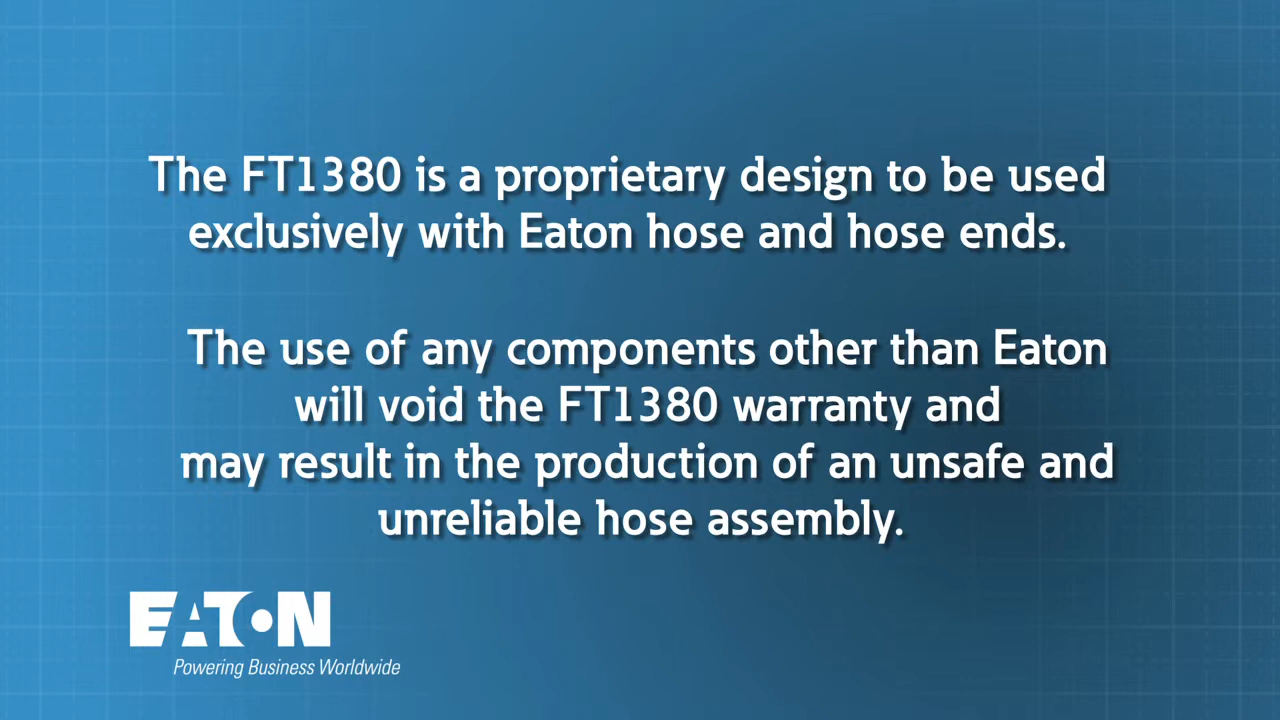 The FT1380 is a proprietary design to be used
exclusively with Eaton hose and hose ends.
The use of any components other than Eaton
will void the FT1380 warranty and
may result in the production of an unsafe and
unreliable hose assembly.
EATON
Powering Business Worldwide